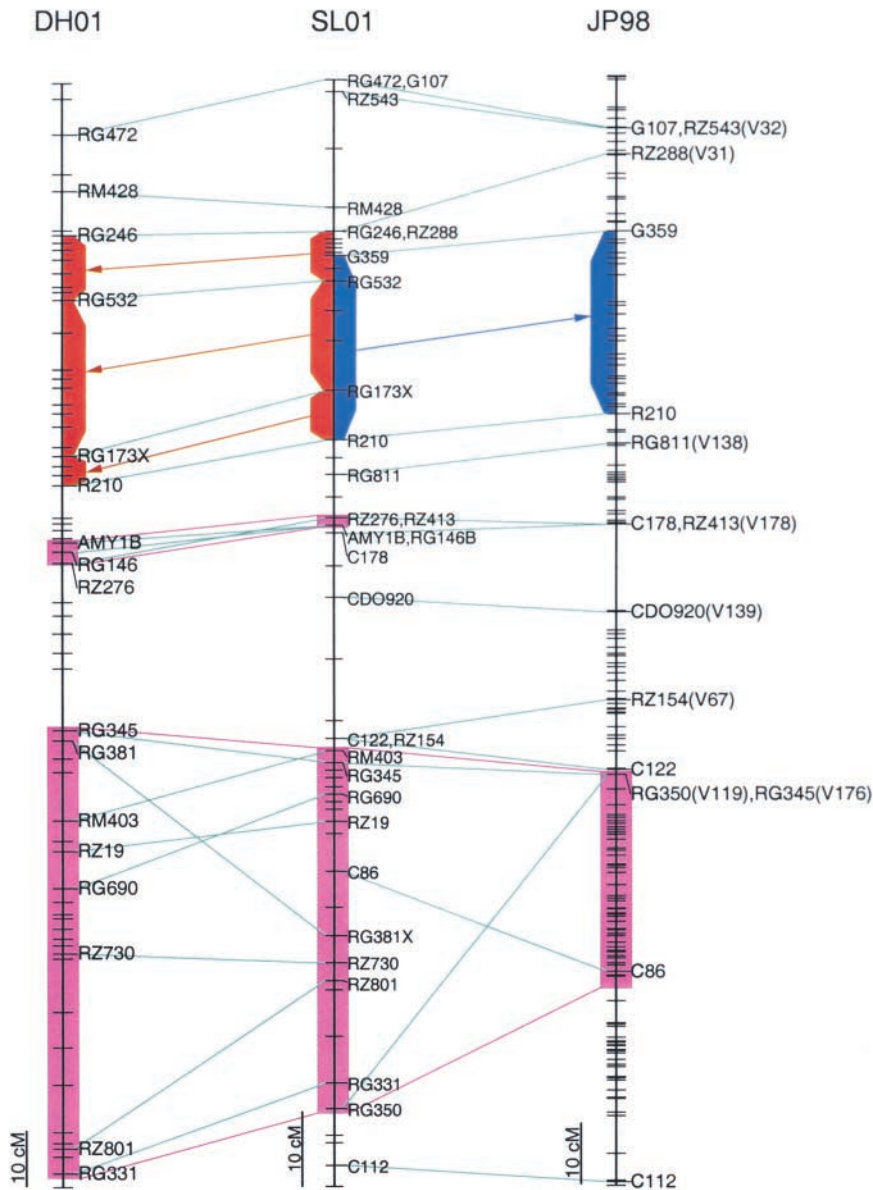 DH01
SL01
JP98
RG472
RM428
RG246
RG532
RG173X
R210
AMY1B
RG146
RZ276
RG345
RG381
RM403
RZ19
RG690
RZ730
RZ801
RG331
10 cM
RG472,G107
RZ543
RM428
RG246,RZ288
G359
RG532
RG173X
R210
RG811
RZ276,RZ413
AMY1B,RG146B
C178
CDO920
C122,RZ154
RM403
RG345
RG690
RZ19
C86
RG381X
RZ730
RZ801
RG331
RG350
C112
10 cM
G107,RZ543(V32)
RZ288(V31)
G359
R210
RG811(V138)
C178,RZ413(V178)
CDO920(V139)
RZ154(V67)
C122
RG350(V119),RG345(V176)
C86
C112
10 cM